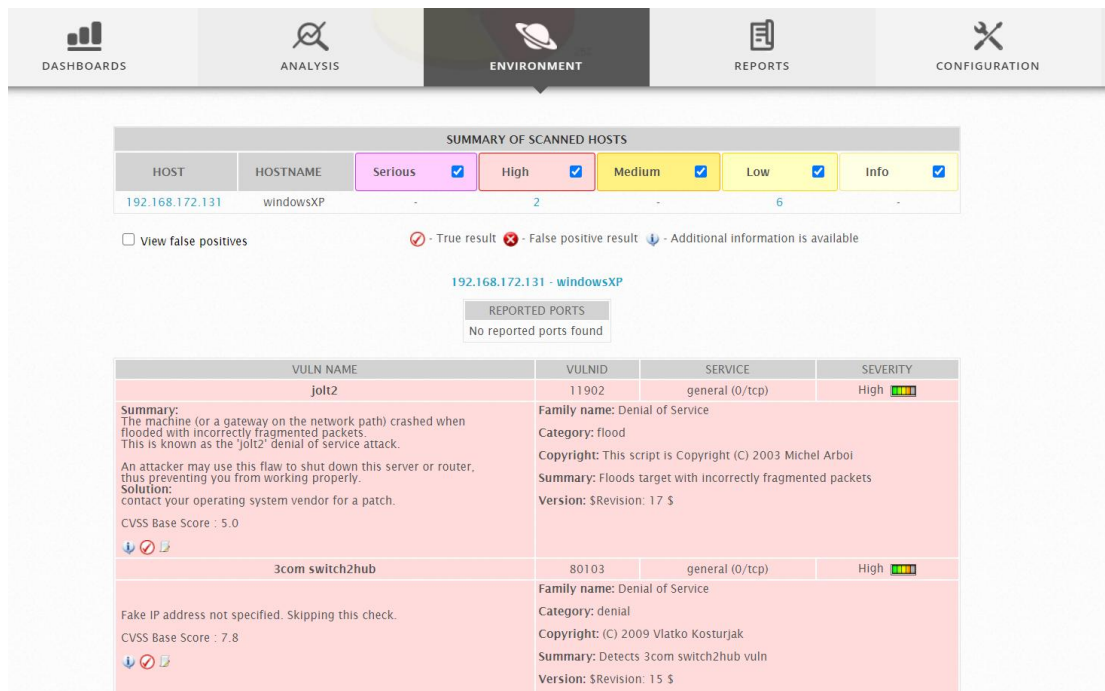 DASHBOARDS
ANALYSIS
ENVIRONMENT
REPORTS
CONFIGURATION
SUMMARY OF SCANNED HOSTS
HOST HOSTNAME Serious High Medium Low Info
192.168.172.131 windowsXP - 2 - 6 -
View false positives
- True result - False positive result - Additional information is available
192.168.172.131 - windowsXP
REPORTED PORTS
No reported ports found
VULN NAME VULNID SERVICE SEVERITY
jolt2 11902 general (0/tcp) High
Summary:
The machine (or a gateway on the network path) crashed when
flooded with incorrectly fragmented packets.
This is known as the 'jolt2' denial of service attack.
An attacker may use this flaw to shut down this server or router,
thus preventing you from working properly.
Solution:
contact your operating system vendor for a patch.
CVSS Base Score : 5.0
Family name: Denial of Service
Category: flood
Copyright: This script is Copyright (C) 2003 Michel Arboi
Summary: Floods target with incorrectly fragmented packets
Version: $Revision: 17 $
3com switch2hub 80103 general (0/tcp) High
Fake IP address not specified. Skipping this check.
CVSS Base Score : 7.8
Family name: Denial of Service
Category: denial
Copyright: (C) 2009 Vlatko Kosturjak
Summary: Detects 3com switch2hub vuln
Version: $Revision: 15 $